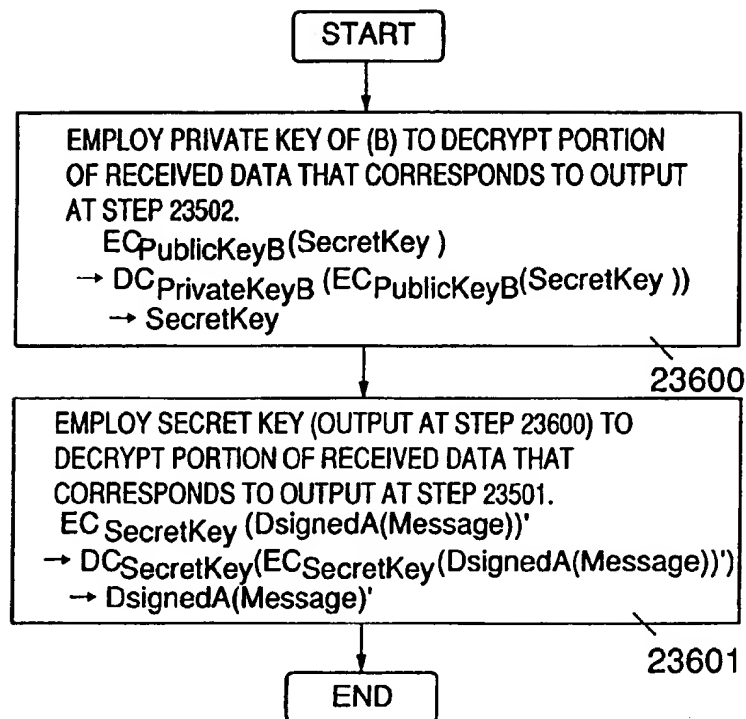 START
EMPLOY PRIVATE KEY OF (B) TO DECRYPT PORTION
OF RECEIVED DATA THAT CORRESPONDS TO OUTPUT
AT STEP 23502.
ECPublicKeyB(SecretKey )
→ DCPrivateKeyB (ECPublicKeyB(SecretKey ))
→ SecretKey
23600
EMPLOY SECRET KEY (OUTPUT AT STEP 23600) TO
DECRYPT PORTION OF RECEIVED DATA THAT
CORRESPONDS TO OUTPUT AT STEP 23501.
EC SecretKey (DsignedA(Message))'
→ DCSecretKey(ECSecretKey(DsignedA(Message))')
→ DsignedA(Message)'
23601
END